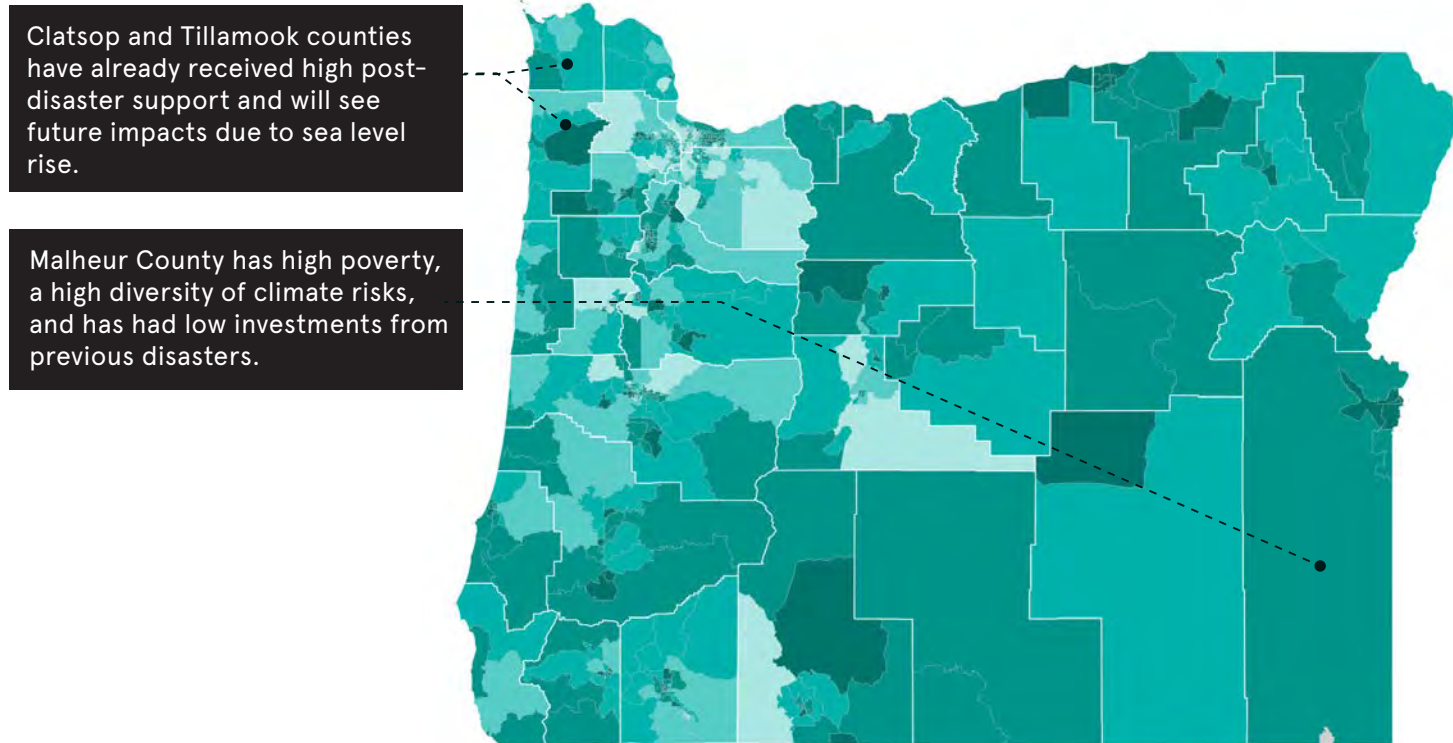 Clatsop and Tillamook counties
have already received high post-
disaster support and will see
future impacts due to sea level
rise.
Malheur County has high poverty,
a high diversity of climate risks,
and has had low investments from
previous disasters.